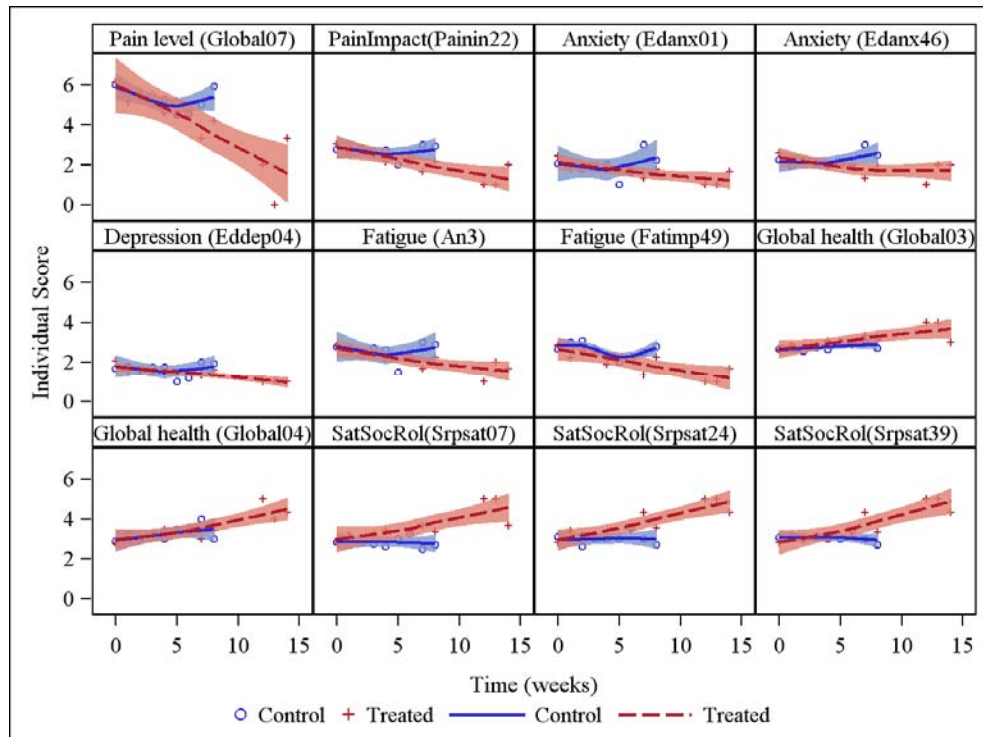 Pain level (Global07) PainImpact(Painin22) Anxiety (Edanx01) Anxiety (Edanx46)
6
4
2
0
Depression (Eddep04) Fatigue (An3) Fatigue (Fatimp49) Global health (Global03)
6
4
2
0
Global health (Global04) SatSocRol(Srpsat07) SatSocRol(Srpsat24) SatSocRol(Srpsat39)
6
4
2
0
Individual Score
0 5 10 15 0 5 10 15 0 5 10 15 0 5 10 15
Time (weeks)
Control Treated Control Treated